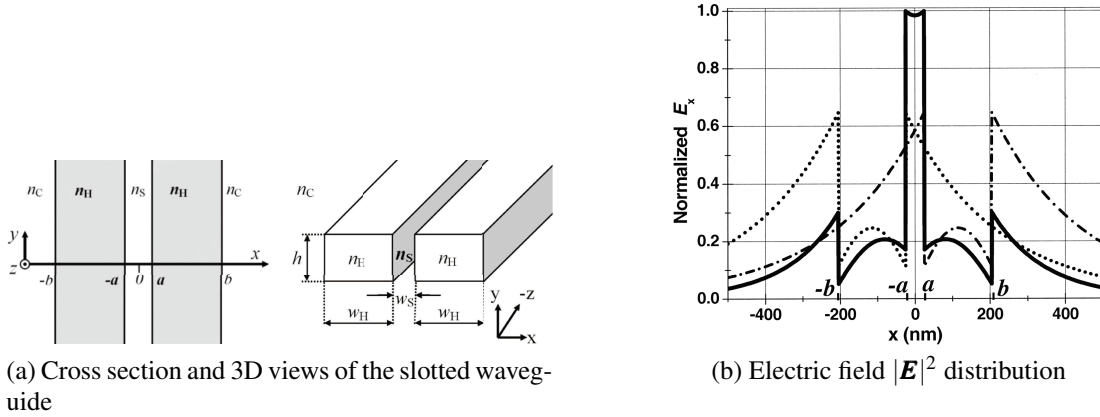 n_C
n_H
n_S
n_H
n_C
y
z
x
-b
-a
0
a
b
n_C
h
n_H
n_S
n_H
w_S
w_H
w_H
y
-z
x
(a) Cross section and 3D views of the slotted waveg-
uide
Normalized E_x
1.0
0.8
0.6
0.4
0.2
0.0
-b
-a
a
b
-400
-200
0
200
400
x (nm)
(b) Electric field |E|² distribution